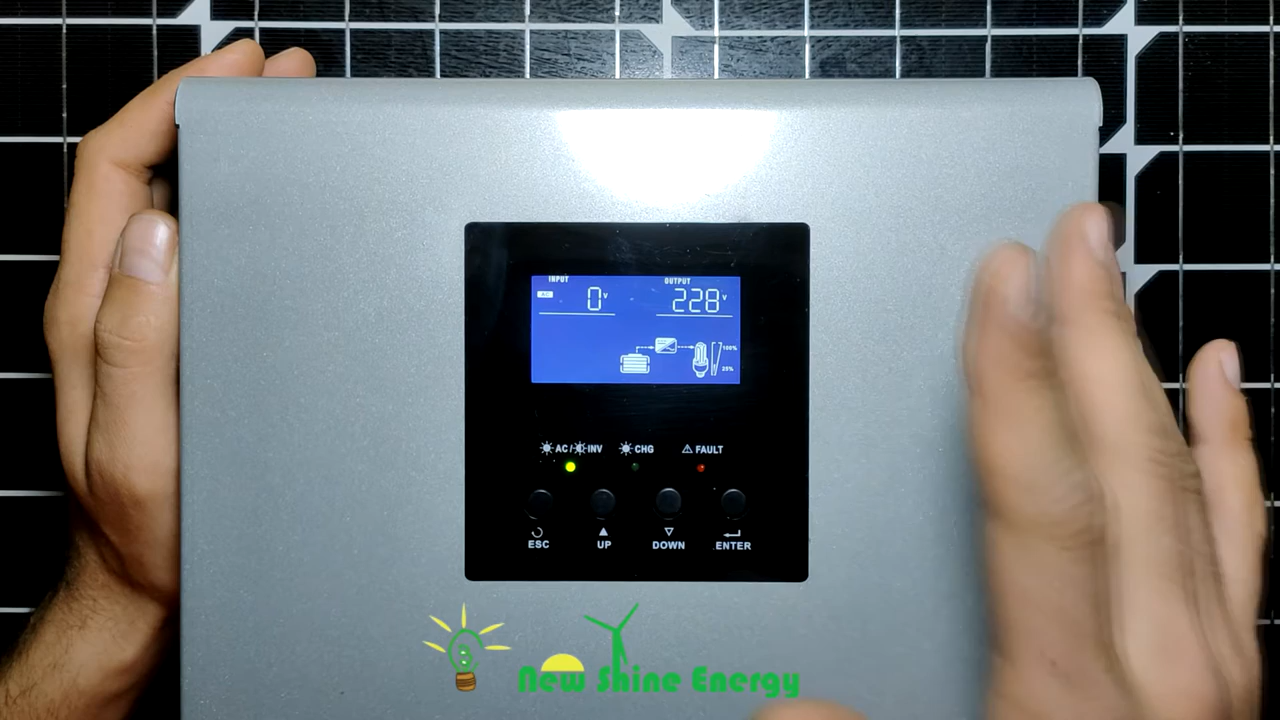 INPUT OUTPUT
AC 0V 228V
100%
25%
AC / INV CHG FAULT
ESC UP DOWN ENTER
New Shine Energy